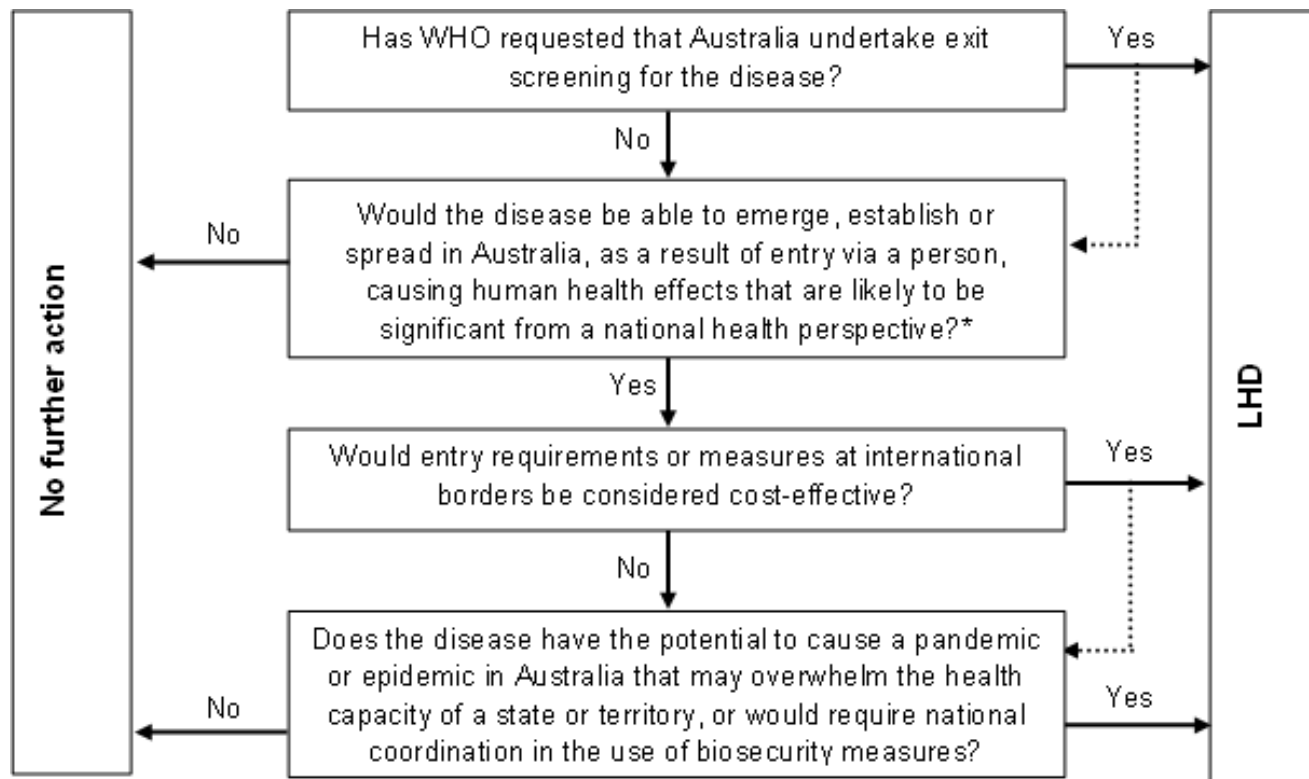 Has WHO requested that Australia undertake exit
screening for the disease?
Yes
No
Would the disease be able to emerge, establish or
spread in Australia, as a result of entry via a person,
causing human health effects that are likely to be
significant from a national health perspective?*
No
Yes
Would entry requirements or measures at international
borders be considered cost-effective?
Yes
No
Does the disease have the potential to cause a pandemic
or epidemic in Australia that may overwhelm the health
capacity of a state or territory, or would require national
coordination in the use of biosecurity measures?
No
Yes
No further action
LHD